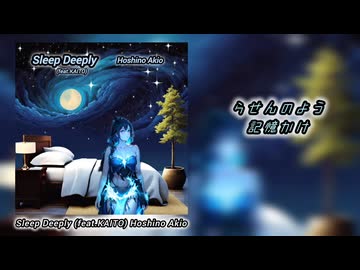 Sleep Deeply
(feat.KAITO)
Hoshino Akio
らせんのよう
記憶かけ
Sleep Deeply (feat.KAITO) Hoshino Akio